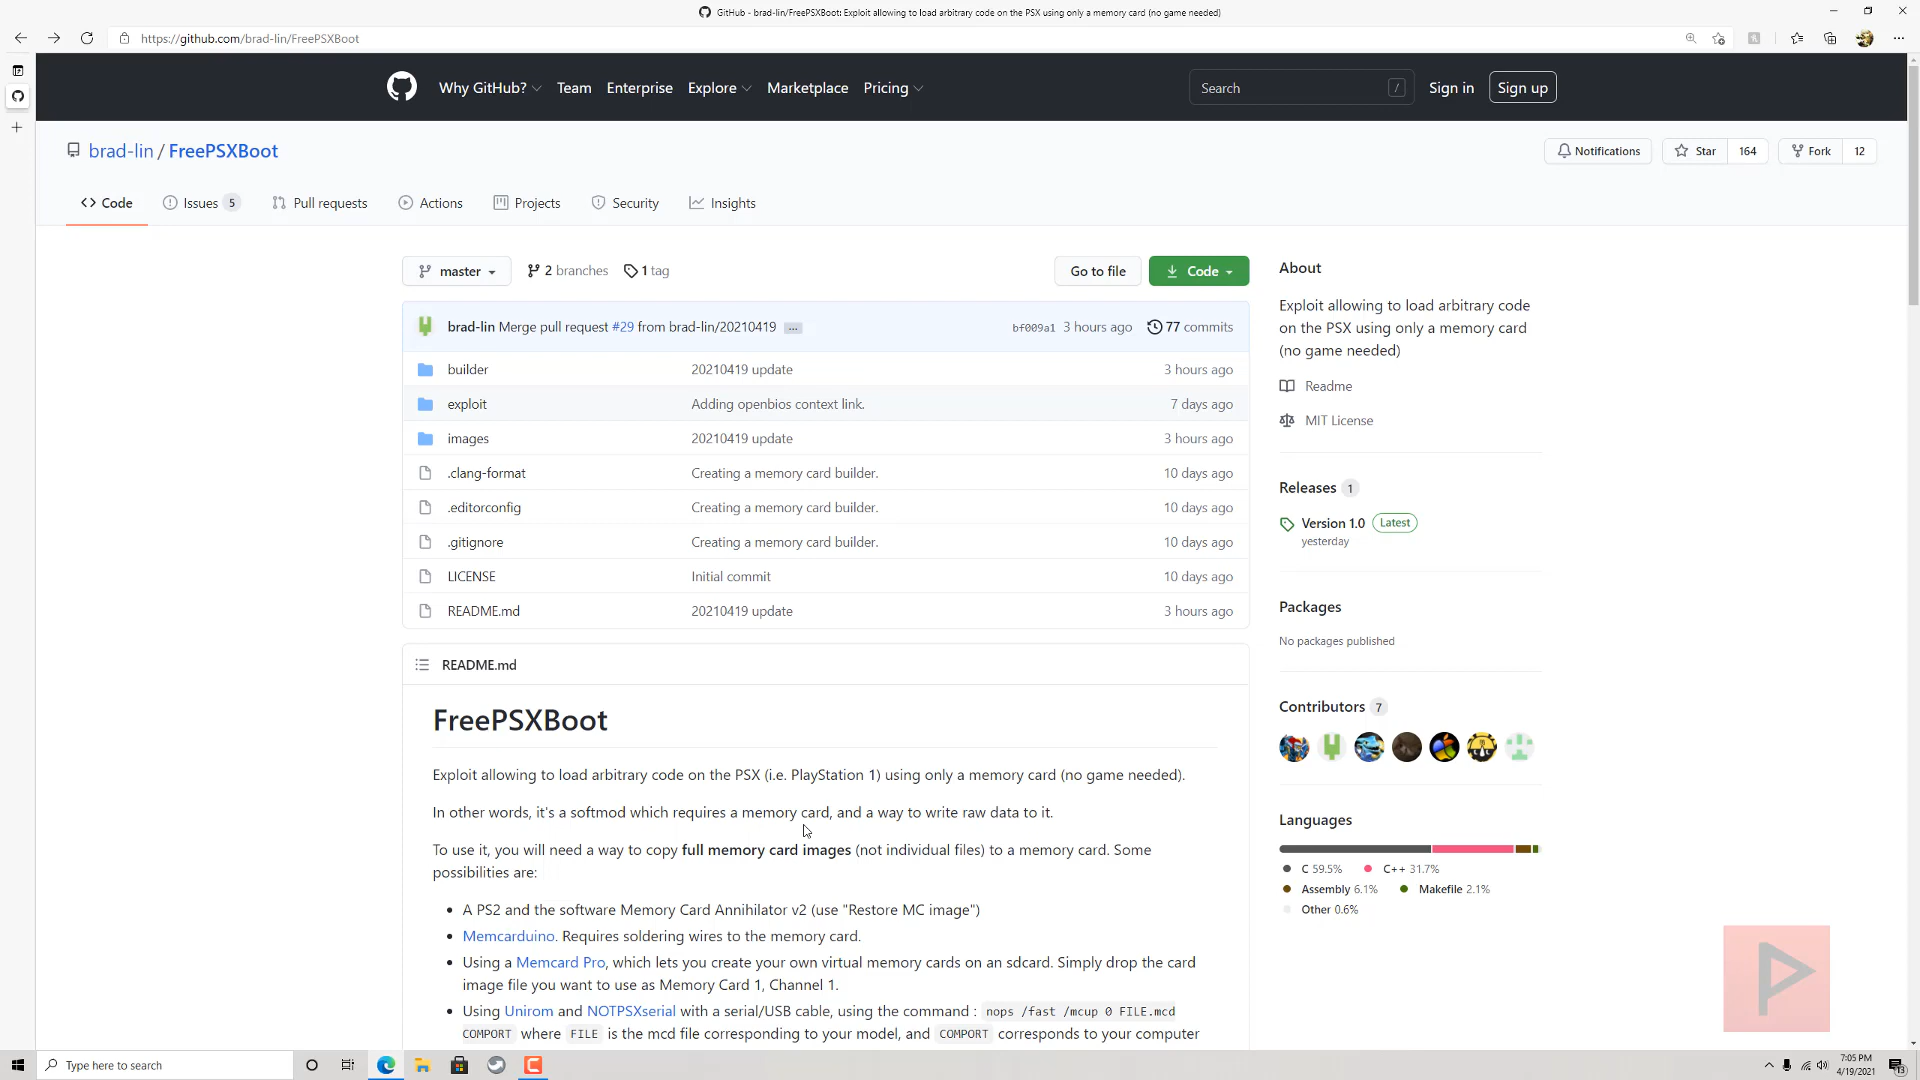 GitHub - brad-lin/FreePSXBoot: Exploit allowing to load arbitrary code on the PSX using only a memory card (no game needed)
https://github.com/brad-lin/FreePSXBoot
Why GitHub? Team Enterprise Explore Marketplace Pricing Search / Sign in Sign up
brad-lin / FreePSXBoot Notifications Star 164 Fork 12
<> Code Issues 5 Pull requests Actions Projects Security Insights
master 2 branches 1 tag Go to file Code
brad-lin Merge pull request #29 from brad-lin/20210419 ... bf009a1 3 hours ago 77 commits
builder 20210419 update 3 hours ago
exploit Adding openbios context link. 7 days ago
images 20210419 update 3 hours ago
.clang-format Creating a memory card builder. 10 days ago
.editorconfig Creating a memory card builder. 10 days ago
.gitignore Creating a memory card builder. 10 days ago
LICENSE Initial commit 10 days ago
README.md 20210419 update 3 hours ago
README.md
FreePSXBoot
Exploit allowing to load arbitrary code on the PSX (i.e. PlayStation 1) using only a memory card (no game needed).
In other words, it's a softmod which requires a memory card, and a way to write raw data to it.
To use it, you will need a way to copy full memory card images (not individual files) to a memory card. Some
possibilities are:
• A PS2 and the software Memory Card Annihilator v2 (use "Restore MC image")
• Memcarduino. Requires soldering wires to the memory card.
• Using a Memcard Pro, which lets you create your own virtual memory cards on an sdcard. Simply drop the card
image file you want to use as Memory Card 1, Channel 1.
• Using Unirom and NOTPSXserial with a serial/USB cable, using the command : nops /fast /mcup 0 FILE.mcd
COMPORT where FILE is the mcd file corresponding to your model, and COMPORT corresponds to your computer
About
Exploit allowing to load arbitrary code
on the PSX using only a memory card
(no game needed)
Readme
MIT License
Releases 1
Version 1.0 Latest
yesterday
Packages
No packages published
Contributors 7
Languages
C 59.5% C++ 31.7%
Assembly 6.1% Makefile 2.1%
Other 0.6%
Type here to search
7:05 PM
4/19/2021
13